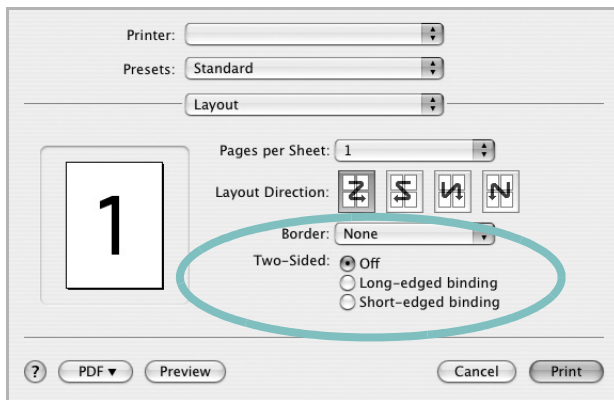 Printer:
Presets: Standard
Layout
Pages per Sheet: 1
Layout Direction:
Border: None
Two-Sided: Off
Long-edged binding
Short-edged binding
1
? PDF▼ Preview Cancel Print